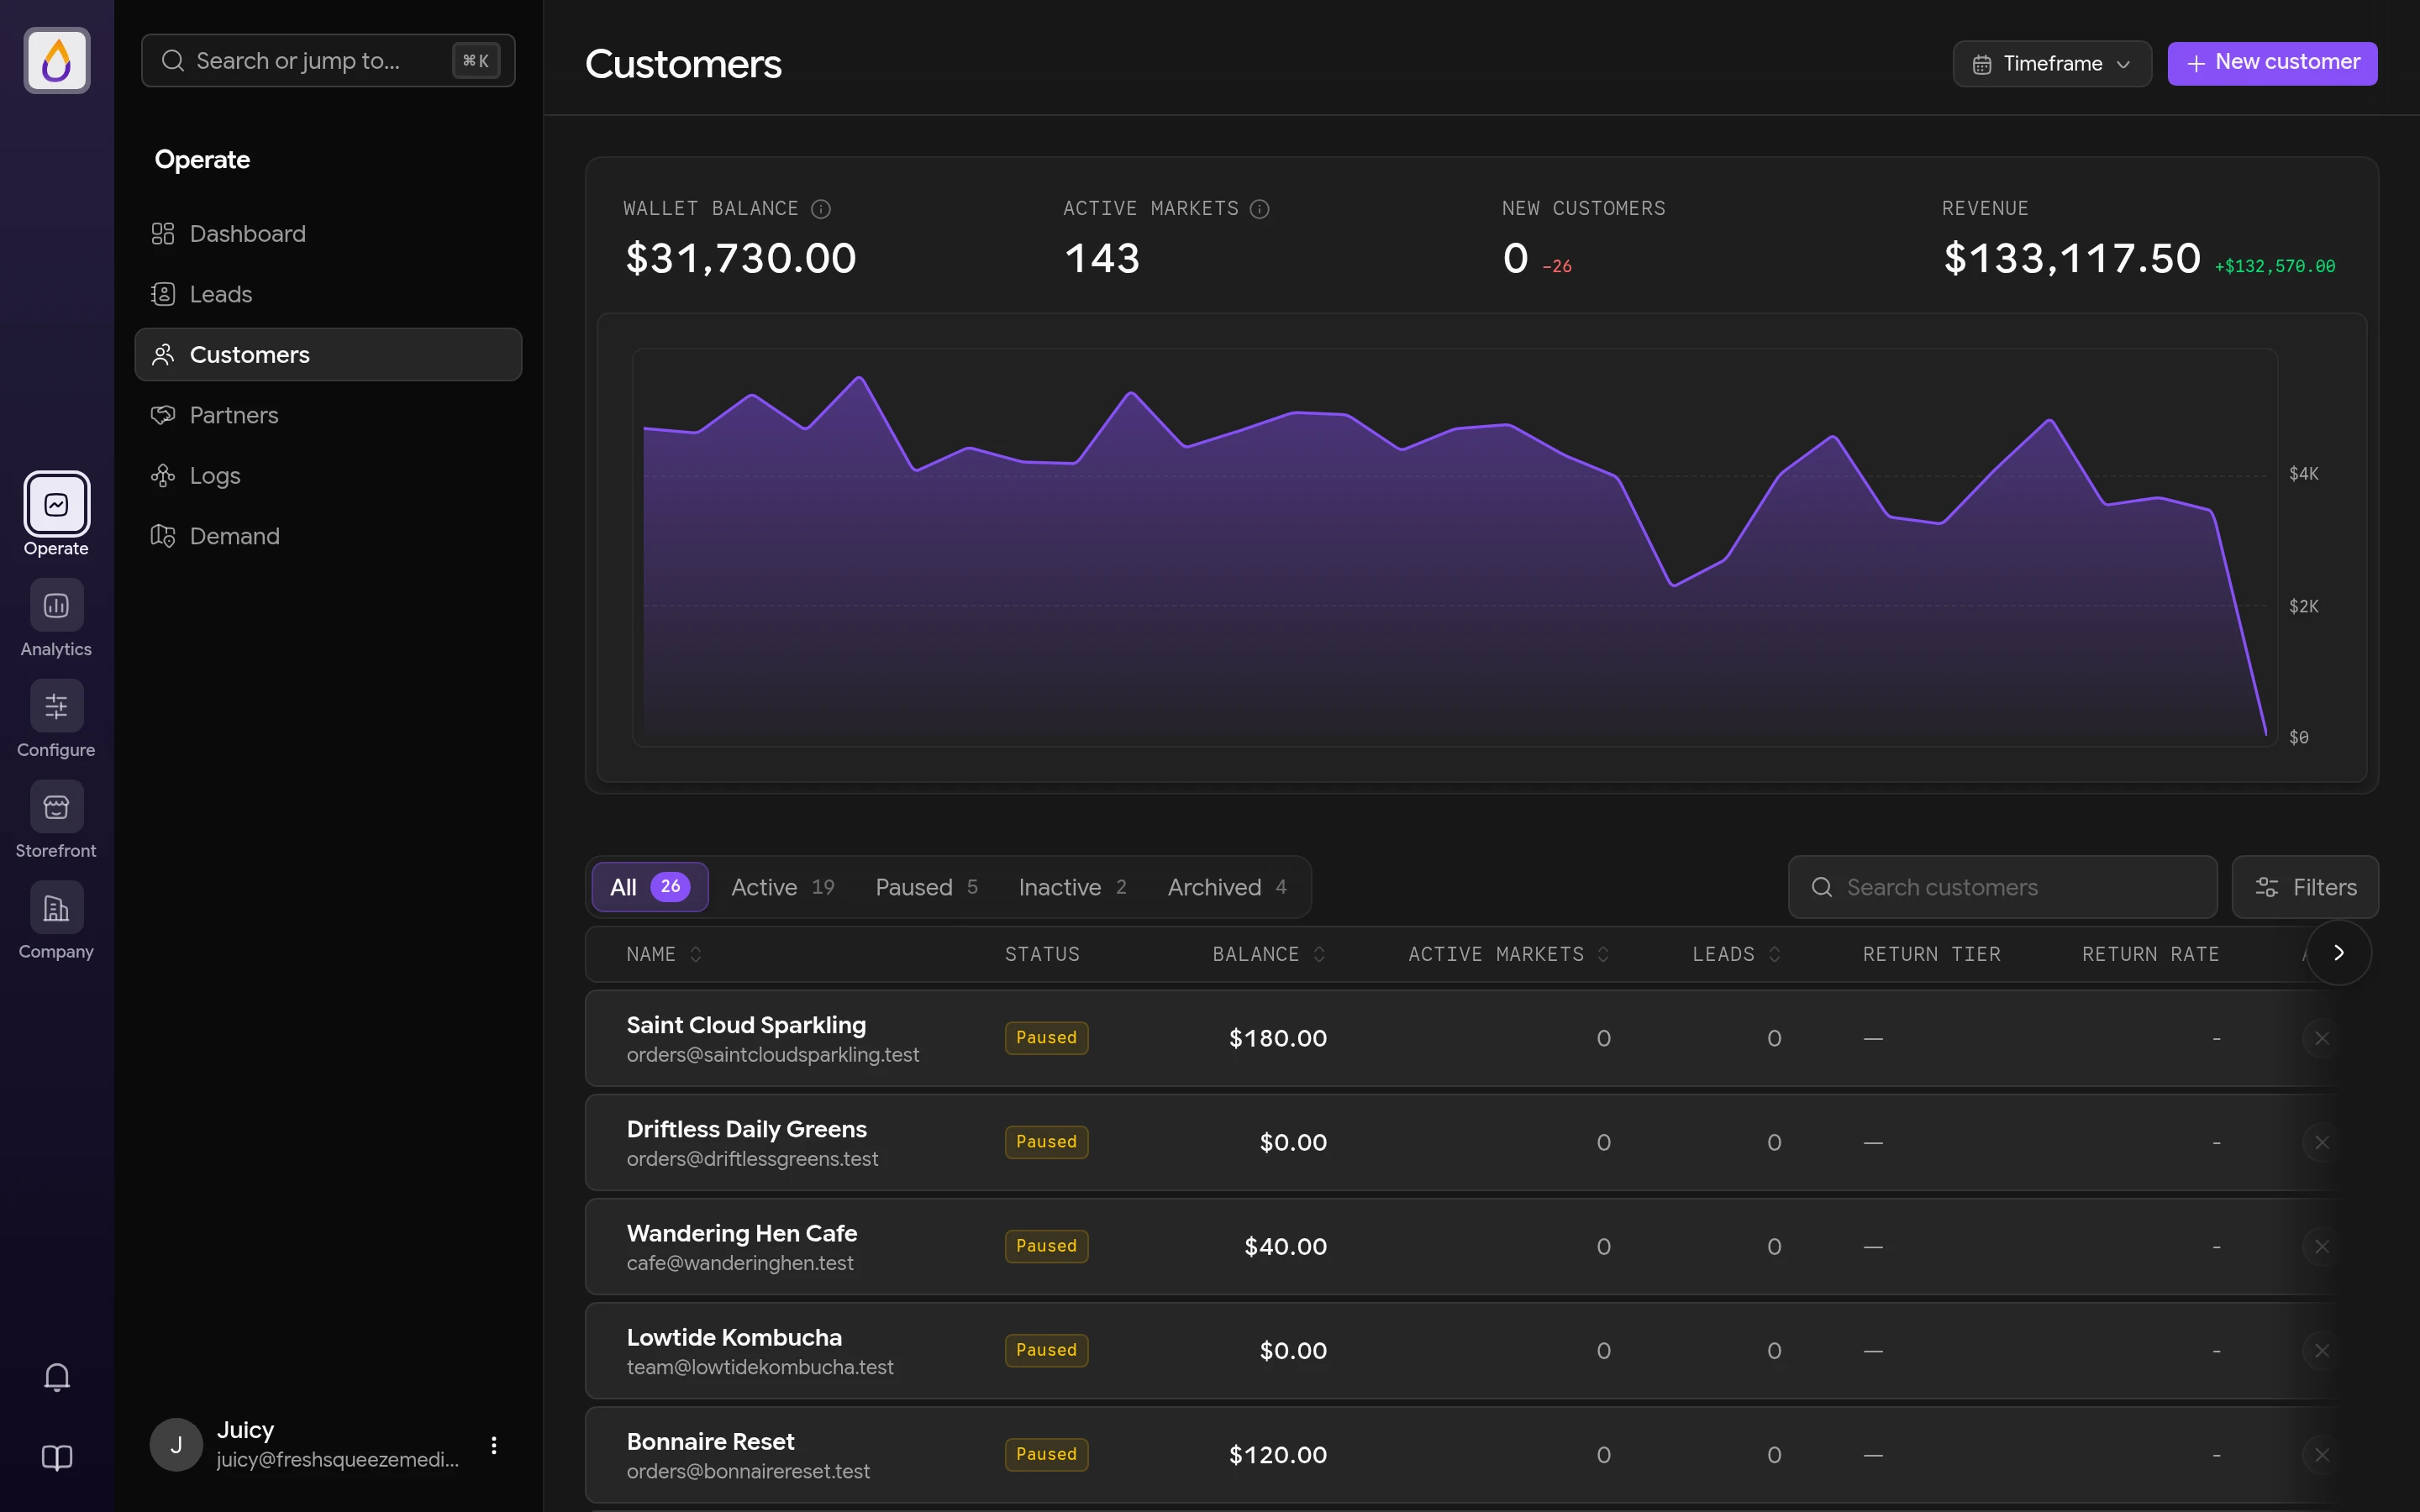 Search or jump to...
⌘K
Operate
Dashboard
Leads
Customers
Partners
Logs
Demand
Operate
Analytics
Configure
Storefront
Company
J
Juicy
juicy@freshsqueezemedi...
Customers
Timeframe
New customer
WALLET BALANCE
$31,730.00
ACTIVE MARKETS
143
NEW CUSTOMERS
0 -26
REVENUE
$133,117.50 +$132,570.00
$4K
$2K
$0
All 26 Active 19 Paused 5 Inactive 2 Archived 4
Search customers
Filters
NAME STATUS BALANCE ACTIVE MARKETS LEADS RETURN TIER RETURN RATE
Saint Cloud Sparkling
orders@saintcloudsparkling.test
Paused $180.00 0 0 — -
Driftless Daily Greens
orders@driftlessgreens.test
Paused $0.00 0 0 — -
Wandering Hen Cafe
cafe@wanderinghen.test
Paused $40.00 0 0 — -
Lowtide Kombucha
team@lowtidekombucha.test
Paused $0.00 0 0 — -
Bonnaire Reset
orders@bonnairereset.test
Paused $120.00 0 0 — -